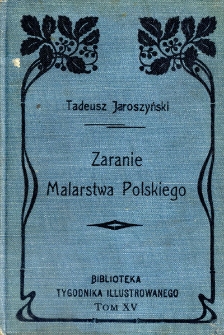 Tadeusz Jaroszyński
Zaranie
Malarstwa Polskiego
BIBLIOTEKA
TYGODNIKA ILLUSTROWANEGO
TOM XV